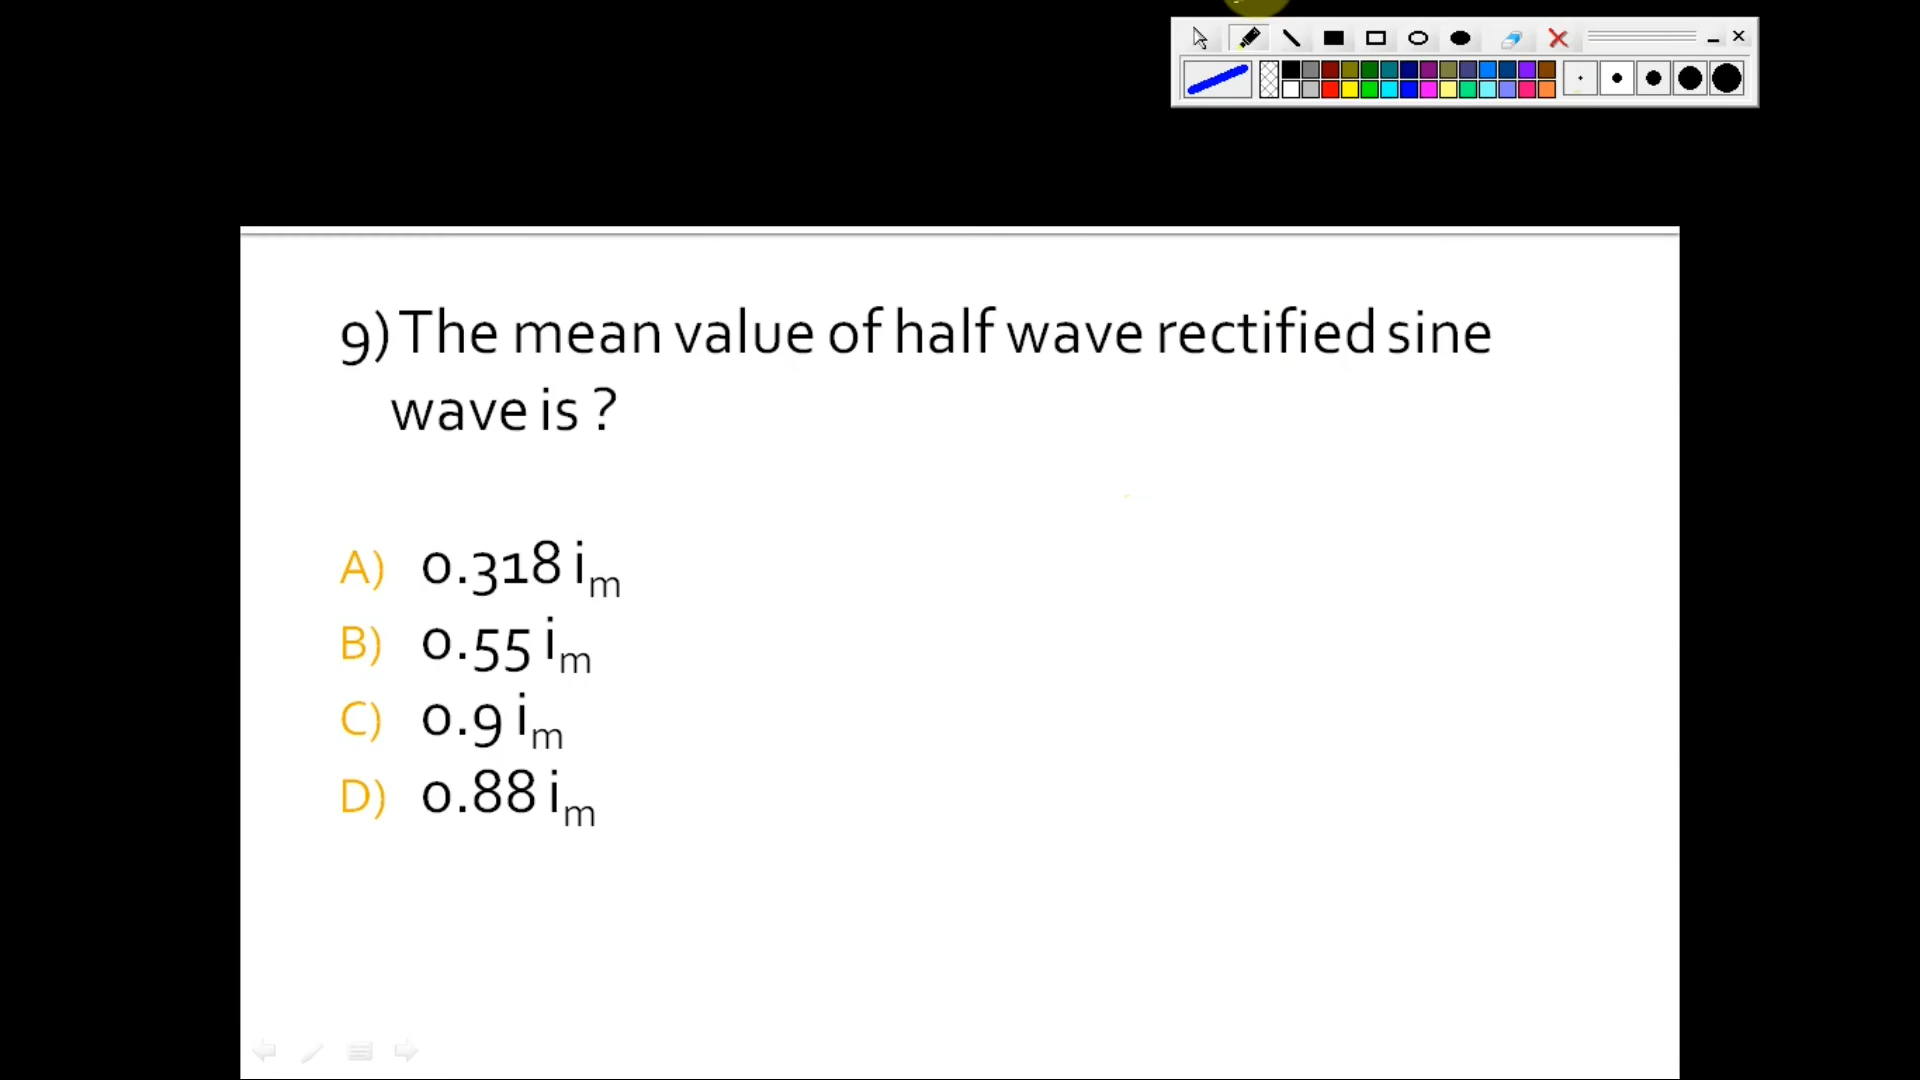 9) The mean value of half wave rectified sine
wave is ?
A) 0.318 iₘ
B) 0.55 iₘ
C) 0.9 iₘ
D) 0.88 iₘ